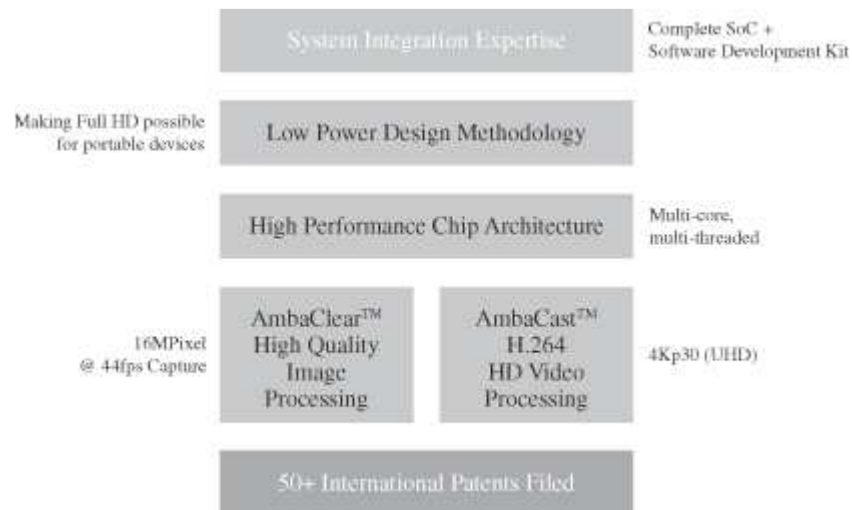 System Integration Expertise
Complete SoC +
Software Development Kit
Making Full HD possible
for portable devices
Low Power Design Methodology
High Performance Chip Architecture
Multi-core,
multi-threaded
16MPixel
@ 44fps Capture
AmbaClear™
High Quality
Image
Processing
AmbaCast™
H.264
HD Video
Processing
4Kp30 (UHD)
50+ International Patents Filed